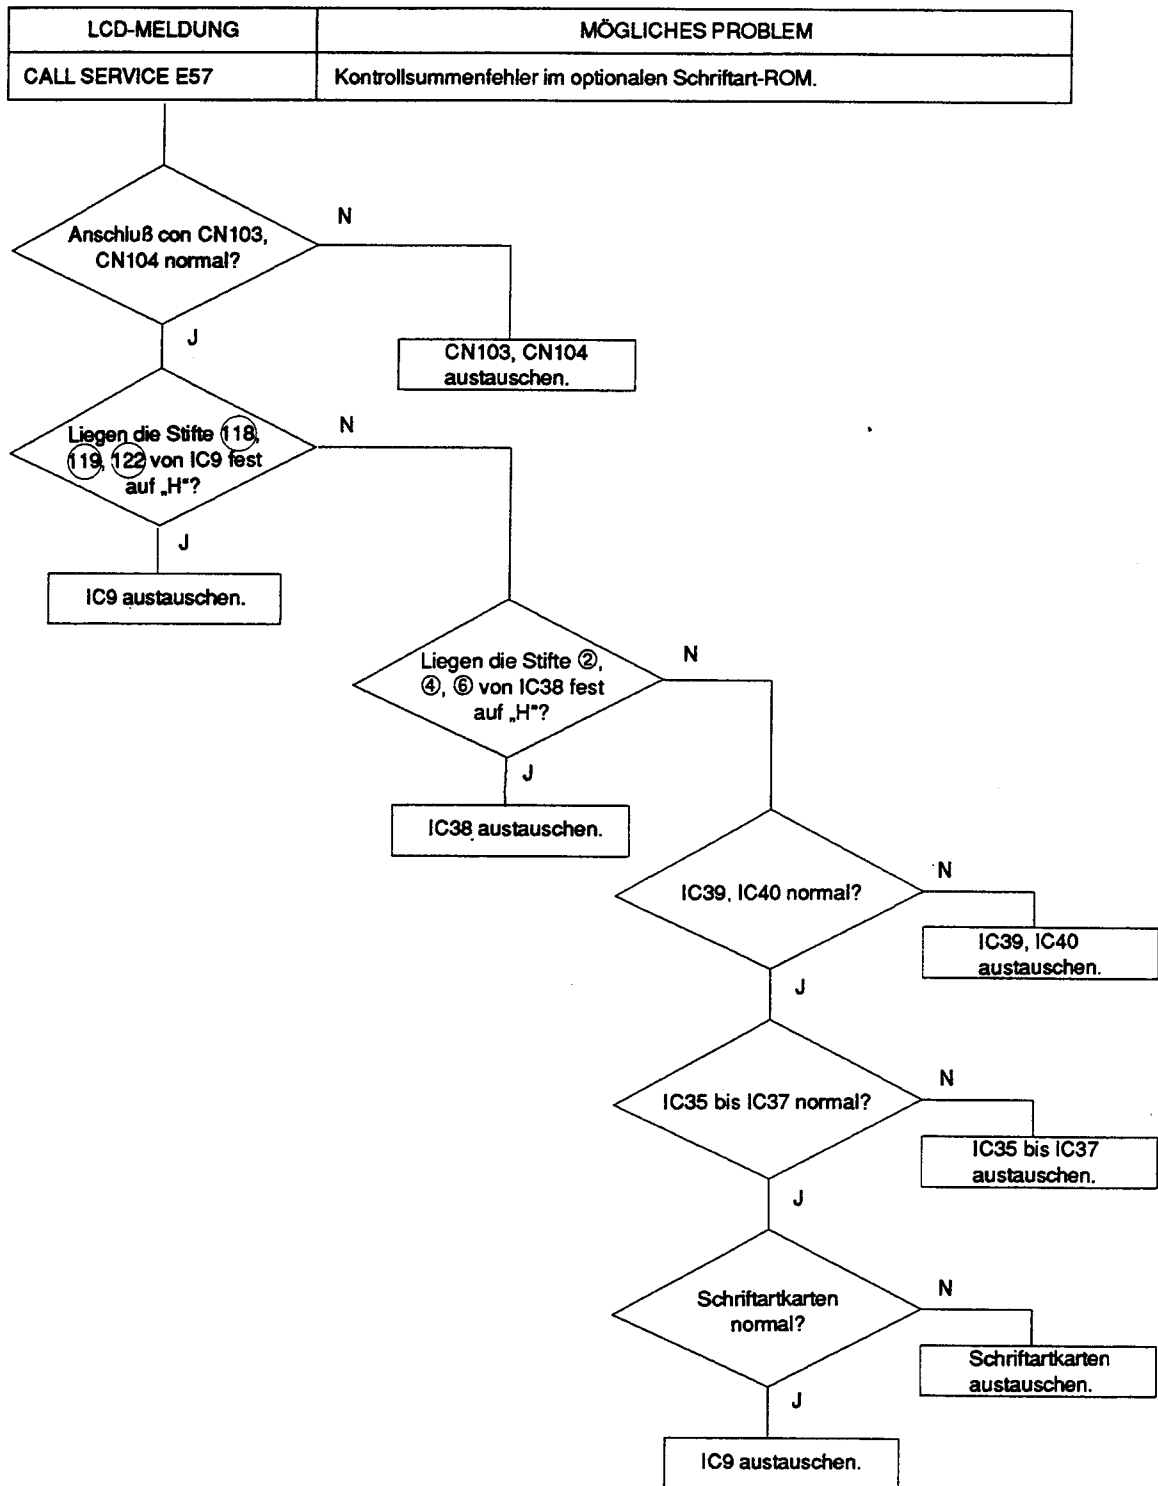 LCD-MELDUNG
MÖGLICHES PROBLEM
CALL SERVICE E57
Kontrollsummenfehler im optionalen Schriftart-ROM.
Anschluß con CN103,
CN104 normal?
N
J
CN103, CN104
austauschen.
Liegen die Stifte 118,
119, 122 von IC9 fest
auf „H"?
N
J
IC9 austauschen.
Liegen die Stifte ②,
④, ⑥ von IC38 fest
auf „H"?
N
J
IC38 austauschen.
IC39, IC40 normal?
N
IC39, IC40
austauschen.
J
IC35 bis IC37 normal?
N
IC35 bis IC37
austauschen.
J
Schriftartkarten
normal?
N
Schriftartkarten
austauschen.
J
IC9 austauschen.